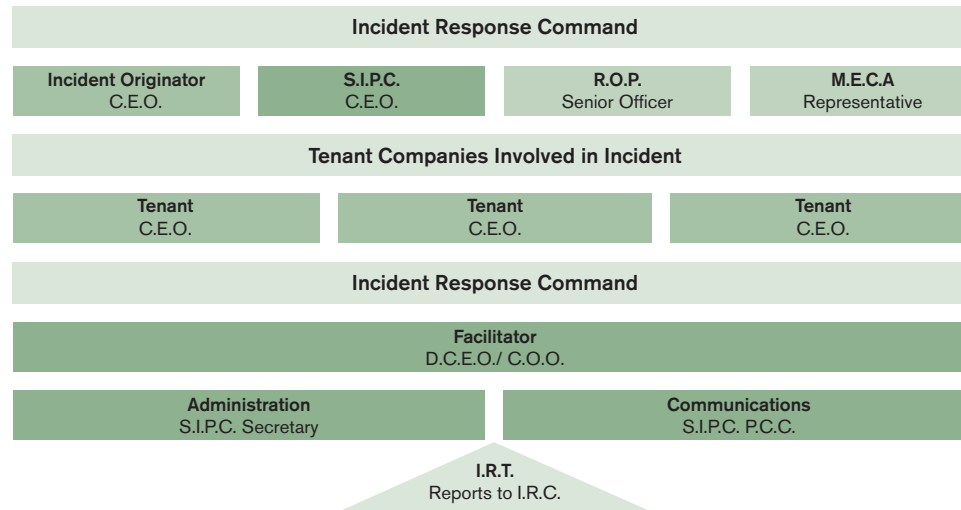 Incident Response Command
Incident Originator
C.E.O.
S.I.P.C.
C.E.O.
R.O.P.
Senior Officer
M.E.C.A
Representative
Tenant Companies Involved in Incident
Tenant
C.E.O.
Tenant
C.E.O.
Tenant
C.E.O.
Incident Response Command
Facilitator
D.C.E.O./ C.O.O.
Administration
S.I.P.C. Secretary
Communications
S.I.P.C. P.C.C.
I.R.T.
Reports to I.R.C.